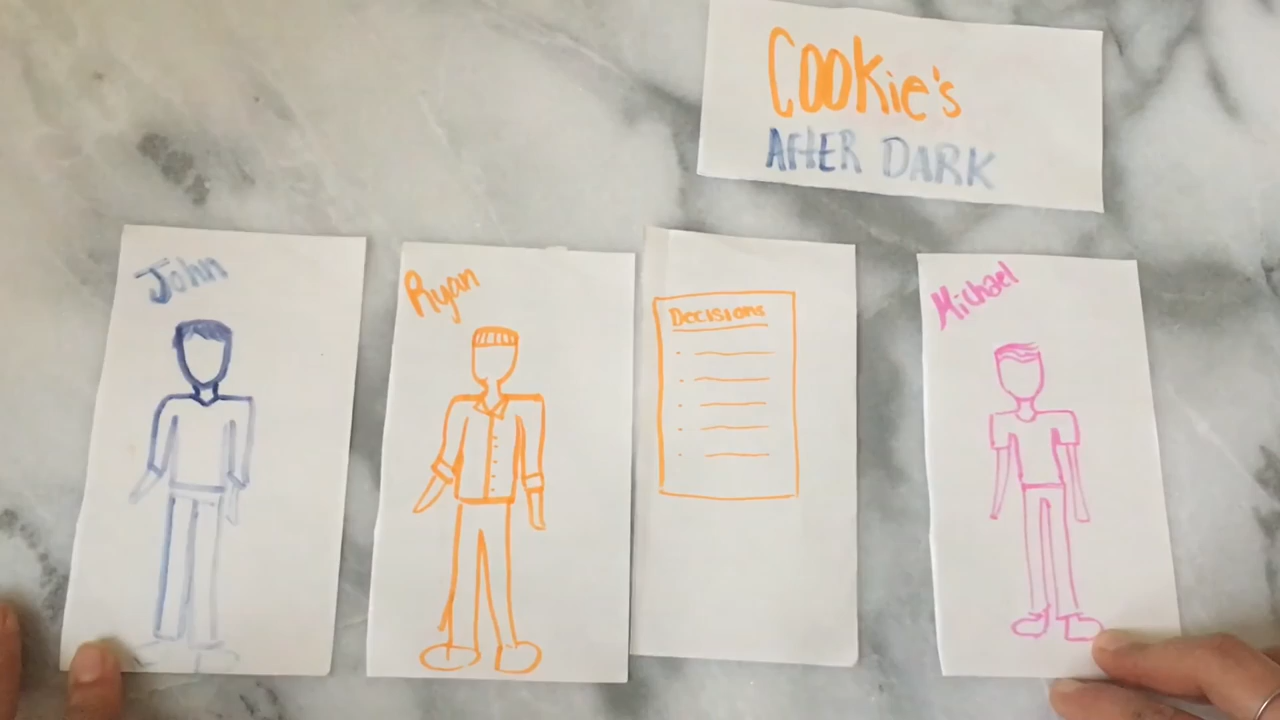 Cookie's
AFTER DARK
John
Ryan
Decisions
Michael